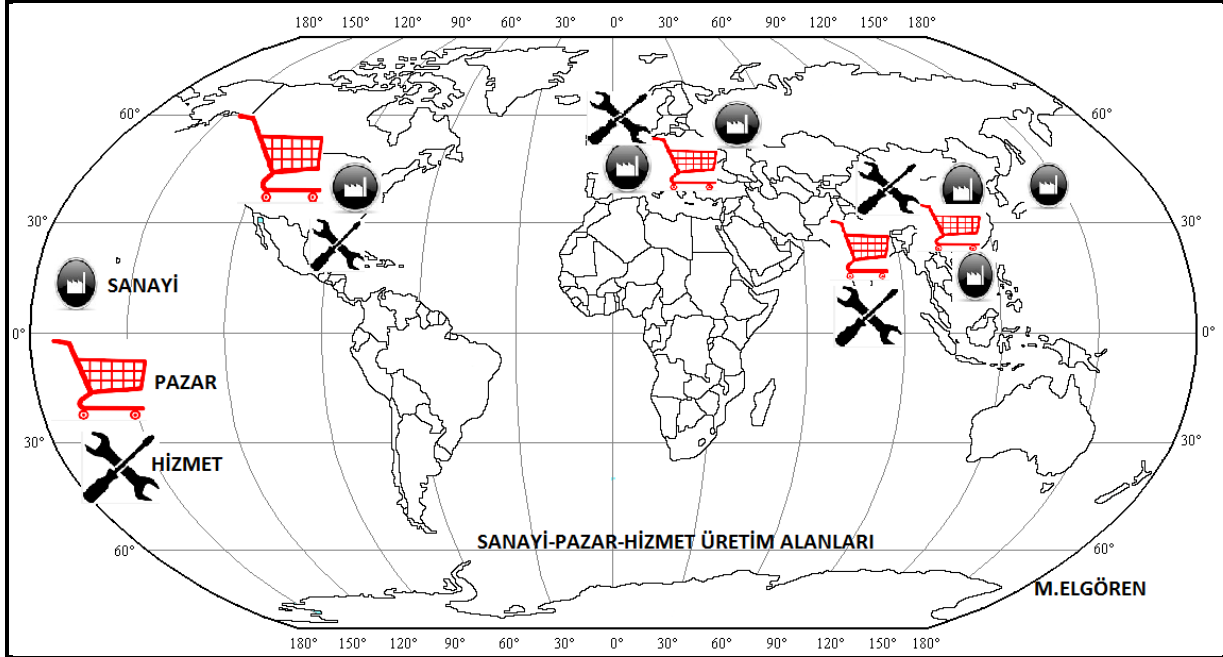 180° 150° 120° 90° 60° 30° 0° 30° 60° 90° 120° 150° 180°
60° 60°
30° 30°
SANAYİ
0° 0°
PAZAR
30° 30°
HİZMET
SANAYİ-PAZAR-HİZMET ÜRETİM ALANLARI
60° 60°
M.ELGÖREN
180° 150° 120° 90° 60° 30° 0° 30° 60° 90° 120° 150° 180°